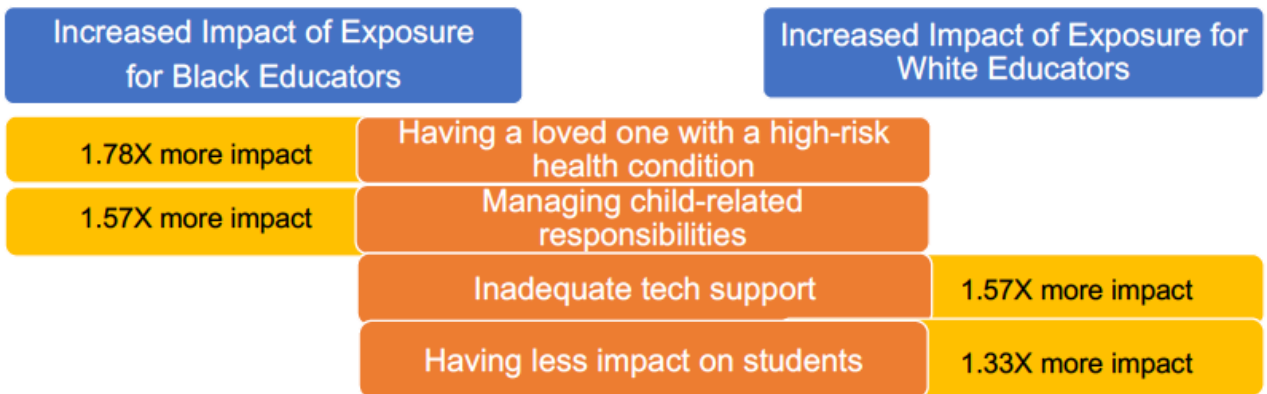 Increased Impact of Exposure
for Black Educators
Increased Impact of Exposure for
White Educators
1.78X more impact
Having a loved one with a high-risk
health condition
1.57X more impact
Managing child-related
responsibilities
Inadequate tech support
1.57X more impact
Having less impact on students
1.33X more impact